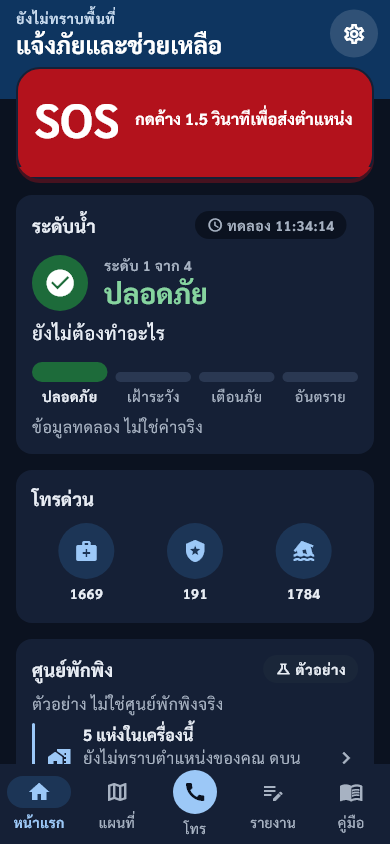 ยังไม่ทราบพื้นที่
แจ้งภัยและช่วยเหลือ
SOS กดค้าง 1.5 วินาทีเพื่อส่งตำแหน่ง
ระดับน้ำ
ทดลอง 11:34:14
ระดับ 1 จาก 4
ปลอดภัย
ยังไม่ต้องทำอะไร
ปลอดภัย เฝ้าระวัง เตือนภัย อันตราย
ข้อมูลทดลอง ไม่ใช่ค่าจริง
โทรด่วน
1669 191 1784
ศูนย์พักพิง
ตัวอย่าง
ตัวอย่าง ไม่ใช่ศูนย์พักพิงจริง
5 แห่งในเครื่องนี้
ยังไม่ทราบตำแหน่งของคุณ ดบน
หน้าแรก แผนที่ โทร รายงาน คู่มือ